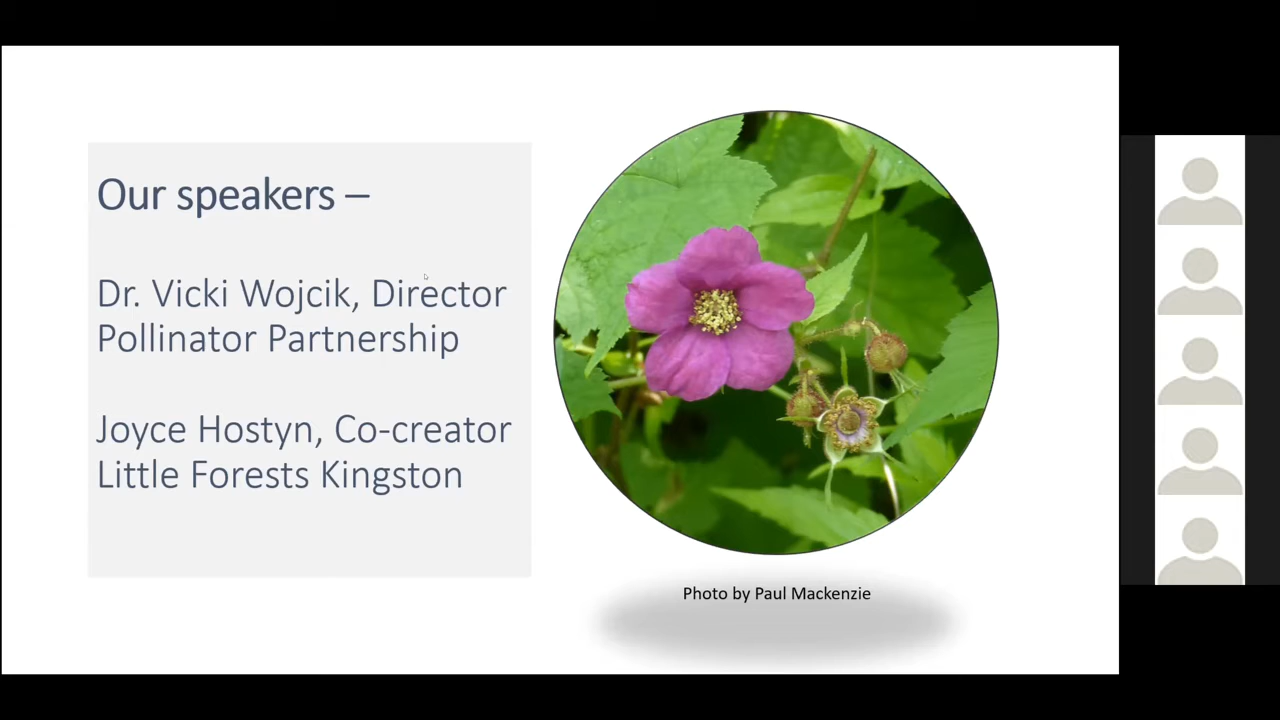 Our speakers –
Dr. Vicki Wojcik, Director
Pollinator Partnership
Joyce Hostyn, Co-creator
Little Forests Kingston
Photo by Paul Mackenzie